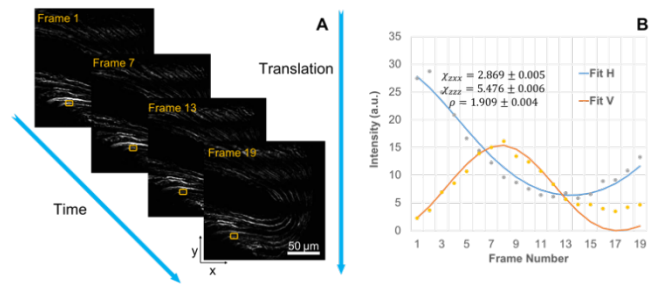 A
Frame 1
Frame 7
Frame 13
Frame 19
Translation
Time
y
x
50 µm
B
35
30
25
20
15
10
5
0
Intensity (a.u.)
χzxx = 2.869 ± 0.005
χzzz = 5.476 ± 0.006
ρ = 1.909 ± 0.004
Fit H
Fit V
1 3 5 7 9 11 13 15 17 19
Frame Number